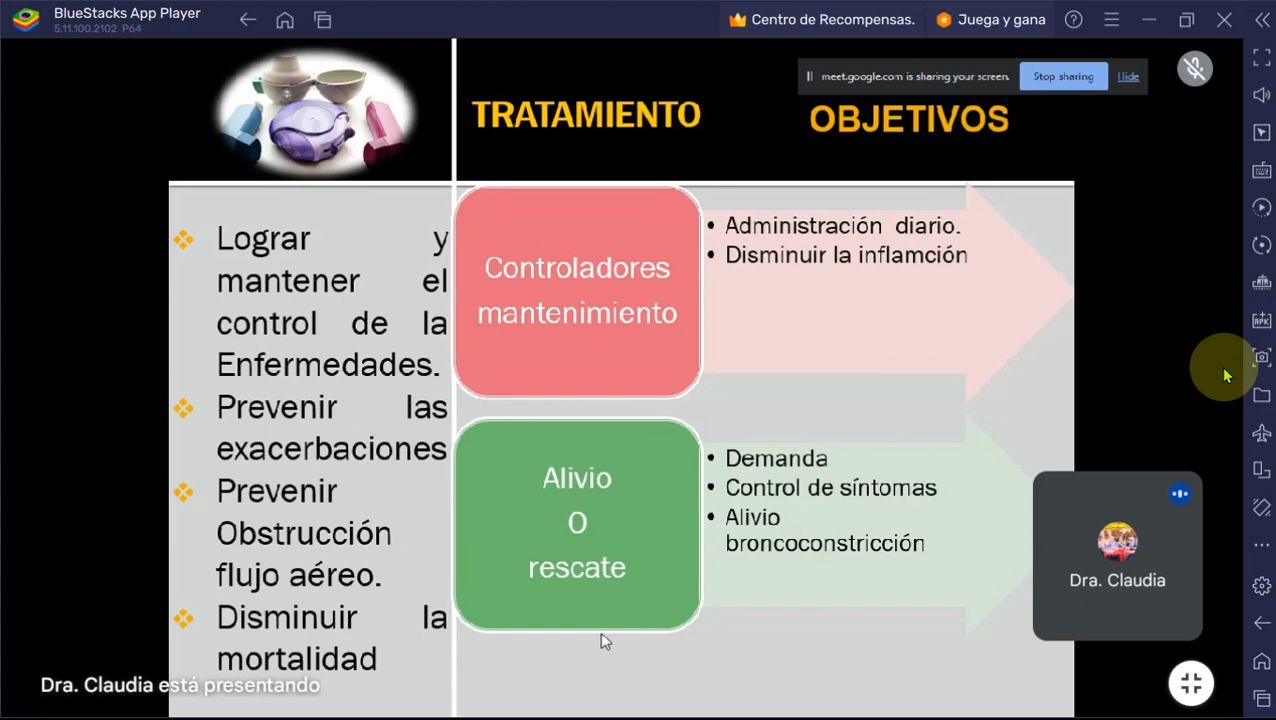 BlueStacks App Player
5.11.100.2102 P64
Centro de Recompensas.
Juega y gana
meet.google.com is sharing your screen.
Stop sharing
Hide
TRATAMIENTO
OBJETIVOS
Lograr y
mantener el
control de la
Enfermedades.
Prevenir las
exacerbaciones
Prevenir
Obstrucción
flujo aéreo.
Disminuir la
mortalidad
Controladores
mantenimiento
• Administración diario.
• Disminuir la inflamción
Alivio
O
rescate
• Demanda
• Control de síntomas
• Alivio
broncoconstricción
Dra. Claudia
Dra. Claudia está presentando